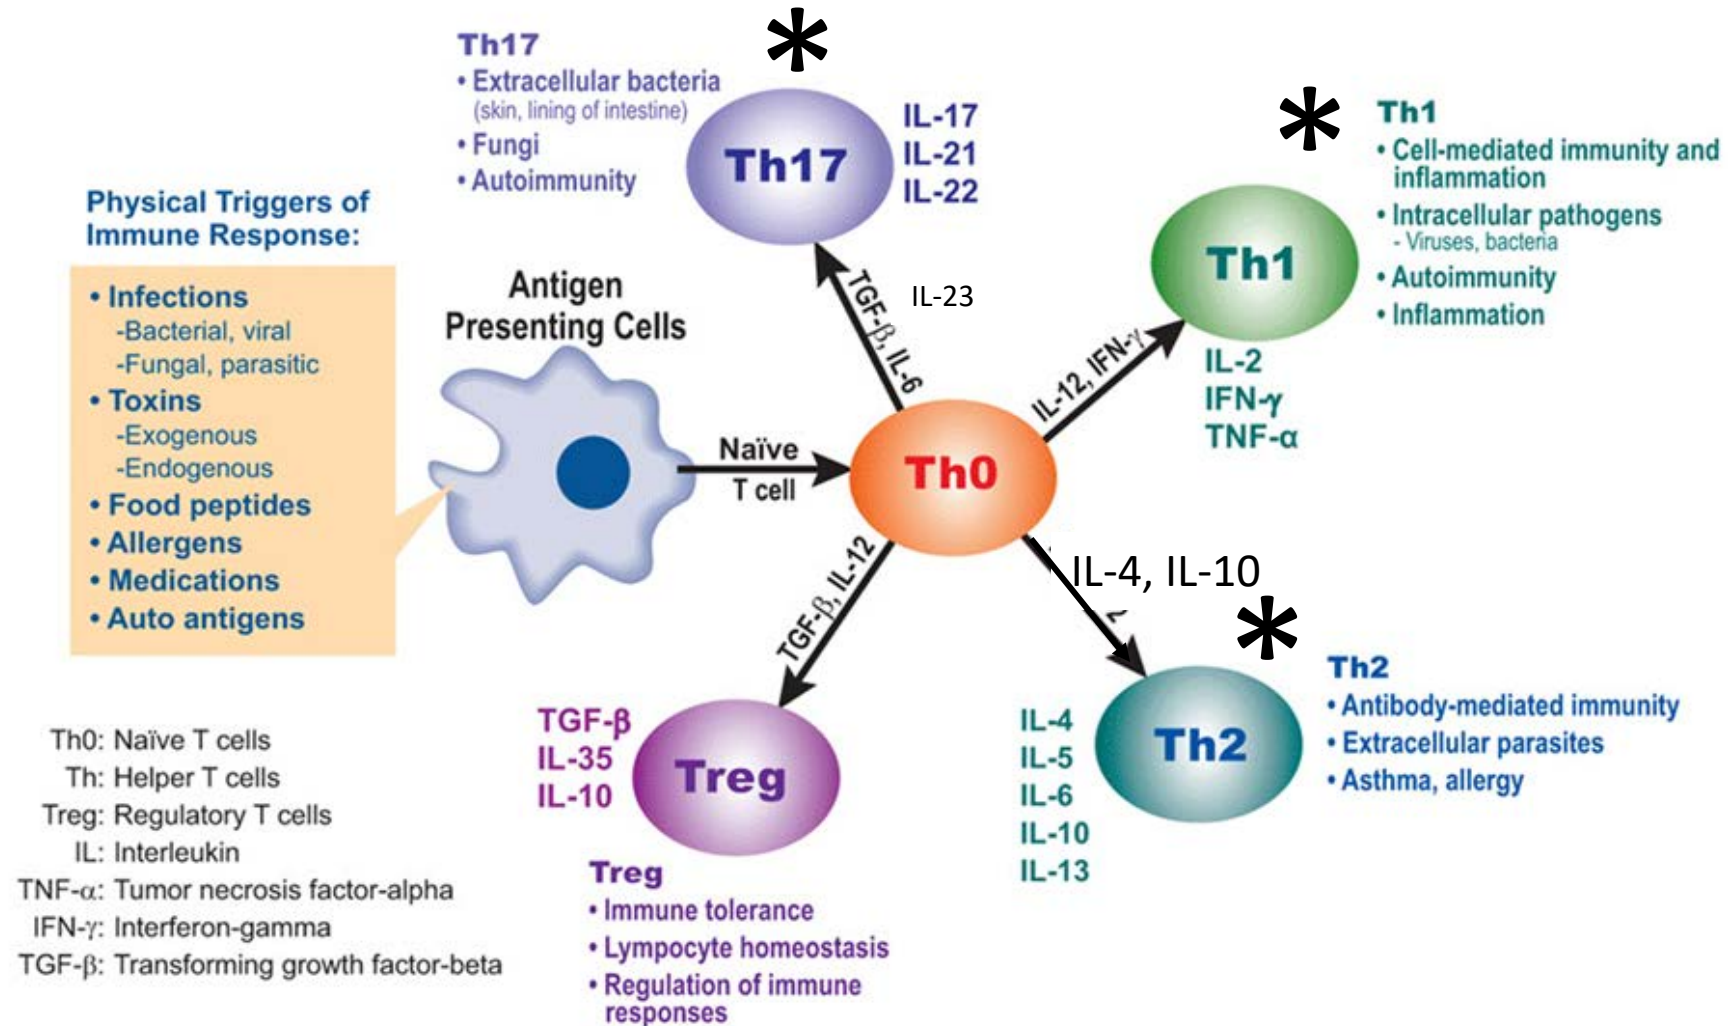 Th17
• Extracellular bacteria
(skin, lining of intestine)
• Fungi
• Autoimmunity
*
Th17
IL-17
IL-21
IL-22
*
Th1
• Cell-mediated immunity and
inflammation
• Intracellular pathogens
- Viruses, bacteria
• Autoimmunity
• Inflammation
Th1
IL-2
IFN-γ
TNF-α
Physical Triggers of
Immune Response:
• Infections
-Bacterial, viral
-Fungal, parasitic
• Toxins
-Exogenous
-Endogenous
• Food peptides
• Allergens
• Medications
• Auto antigens
Antigen
Presenting Cells
Naïve
T cell
TGF-β, IL-6
IL-23
IL-12, IFN-γ
Th0
TGF-β, IL-12
IL-4, IL-10
*
Th2
• Antibody-mediated immunity
• Extracellular parasites
• Asthma, allergy
IL-4
IL-5
IL-6
IL-10
IL-13
Th2
TGF-β
IL-35
IL-10
Treg
Treg
• Immune tolerance
• Lympocyte homeostasis
• Regulation of immune
responses
Th0: Naïve T cells
Th: Helper T cells
Treg: Regulatory T cells
IL: Interleukin
TNF-α: Tumor necrosis factor-alpha
IFN-γ: Interferon-gamma
TGF-β: Transforming growth factor-beta